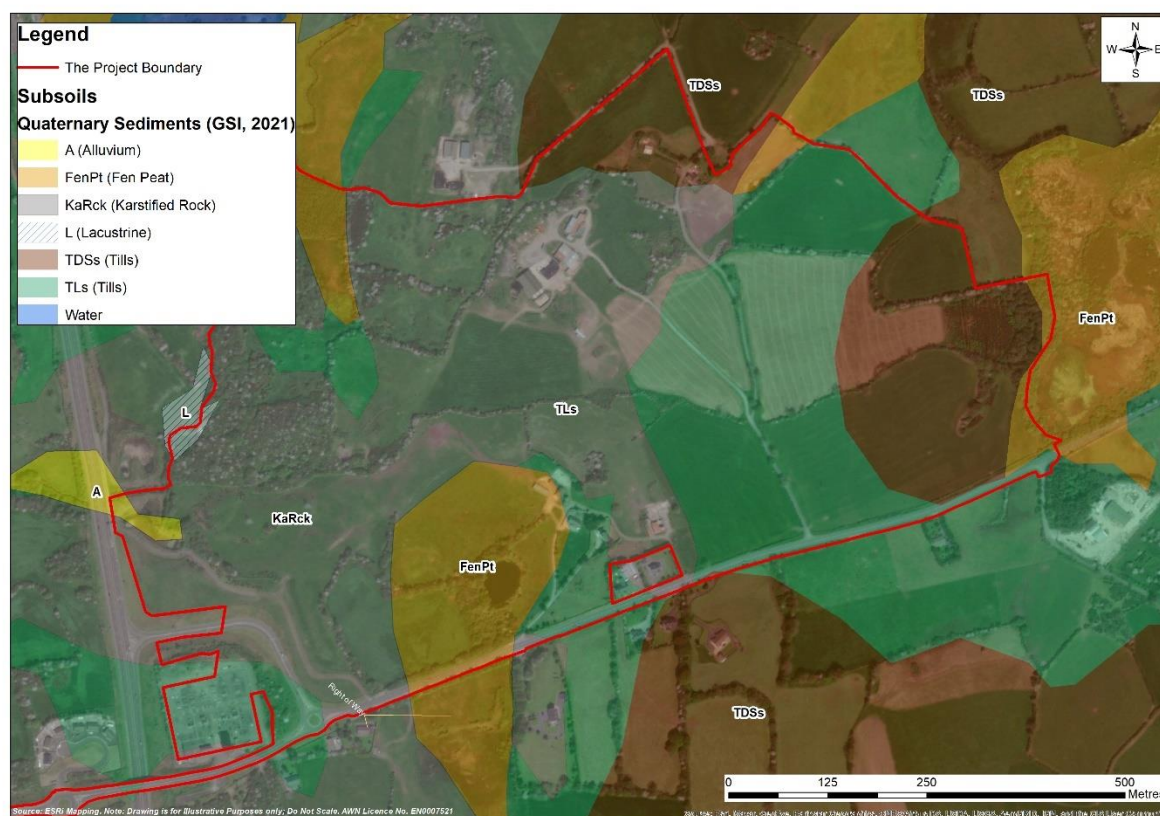 Legend
The Project Boundary
Subsoils
Quaternary Sediments (GSI, 2021)
A (Alluvium)
FenPt (Fen Peat)
KaRck (Karstified Rock)
L (Lacustrine)
TDSs (Tills)
TLs (Tills)
Water
N
W E
S
TDSs
TDSs
FenPt
L
TLs
A
KaRck
FenPt
Right of Way
TDSs
0 125 250 500
Metres
Source: ESRi Mapping. Note: Drawing is for Illustrative Purposes only; Do Not Scale. AWN Licence No. EN0007521